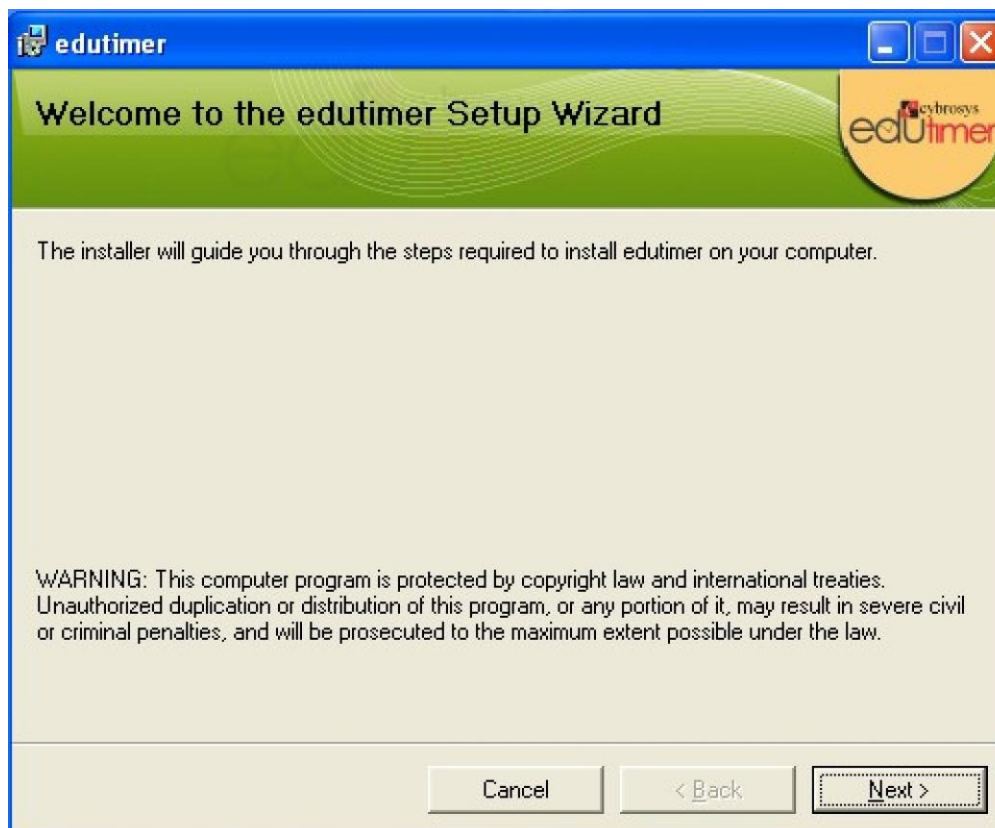 edutimer
Welcome to the edutimer Setup Wizard
cybrosys
edUtimer
The installer will guide you through the steps required to install edutimer on your computer.
WARNING: This computer program is protected by copyright law and international treaties.
Unauthorized duplication or distribution of this program, or any portion of it, may result in severe civil
or criminal penalties, and will be prosecuted to the maximum extent possible under the law.
Cancel
< Back
Next >